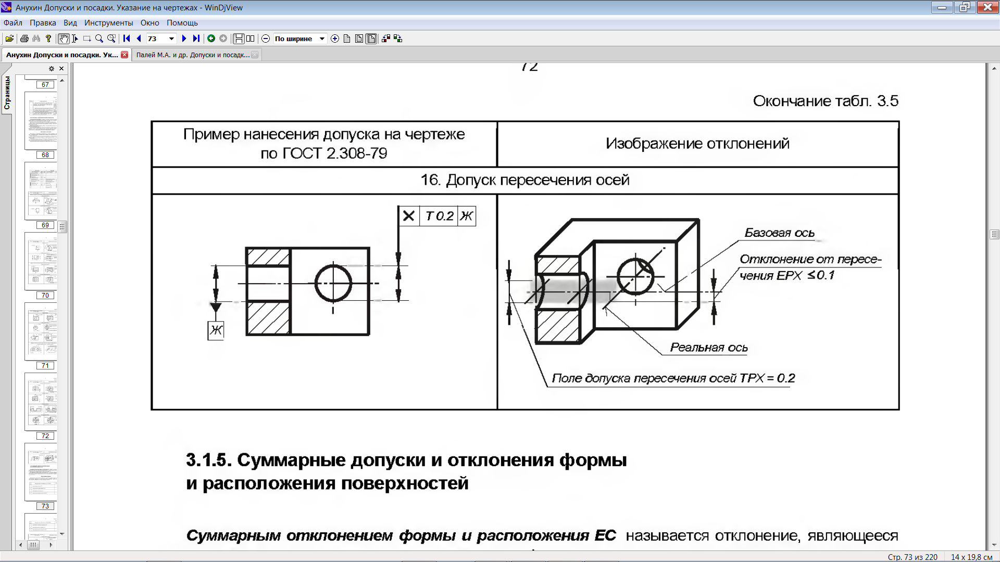 Анухин Допуски и посадки. Указание на чертежах - WinDjView
Файл Правка Вид Инструменты Окно Помощь
73 По ширине
Анухин Допуски и посадки. Ук... Палей М.А. и др. Допуски и посадк...
Страницы
67
68
69
70
71
72
73
72
Окончание табл. 3.5
Пример нанесения допуска на чертеже
по ГОСТ 2.308-79
Изображение отклонений
16. Допуск пересечения осей
T 0.2 Ж
Ж
Базовая ось
Отклонение от пересе-
чения EPX ≤0.1
Реальная ось
Поле допуска пересечения осей TPX = 0.2
3.1.5. Суммарные допуски и отклонения формы
и расположения поверхностей
Суммарным отклонением формы и расположения ЕС называется отклонение, являющееся
Стр. 73 из 220 14 x 19,8 см